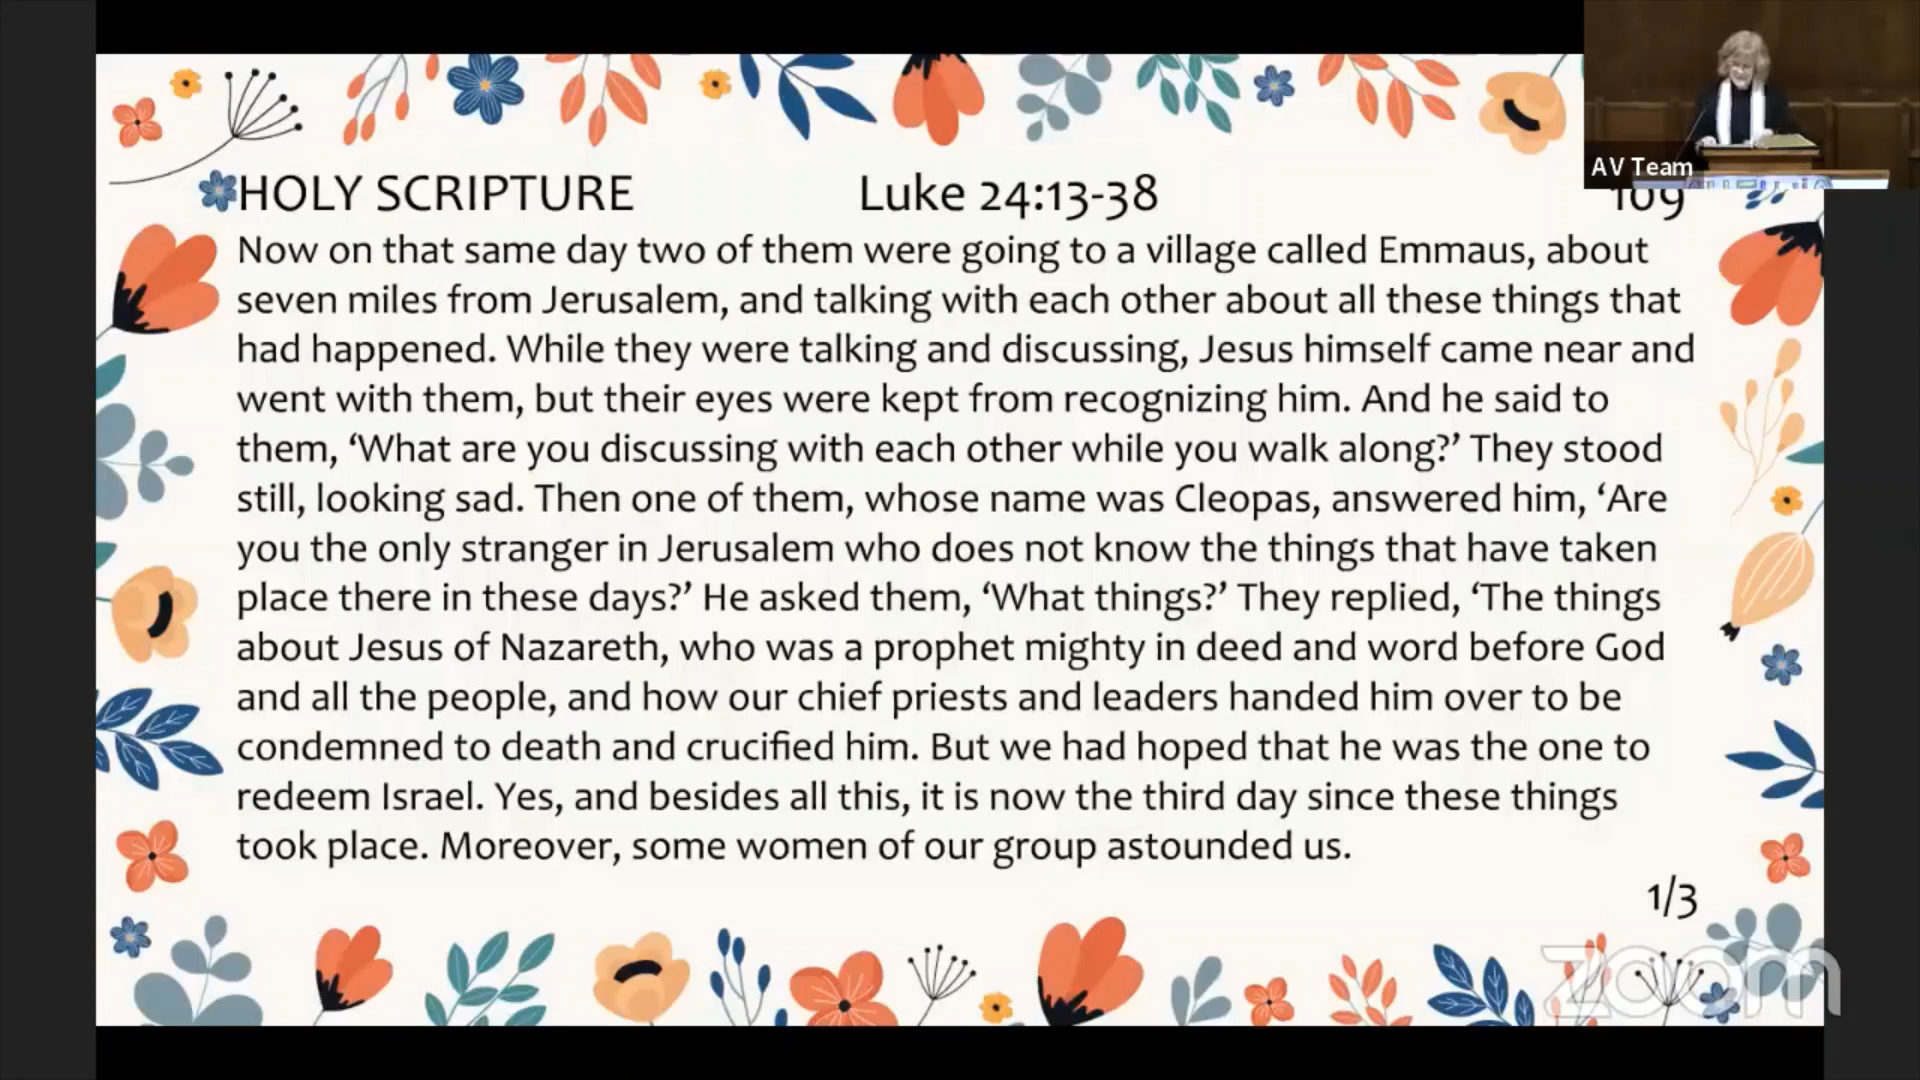 AV Team
HOLY SCRIPTURE Luke 24:13-38 109
Now on that same day two of them were going to a village called Emmaus, about
seven miles from Jerusalem, and talking with each other about all these things that
had happened. While they were talking and discussing, Jesus himself came near and
went with them, but their eyes were kept from recognizing him. And he said to
them, ‘What are you discussing with each other while you walk along?’ They stood
still, looking sad. Then one of them, whose name was Cleopas, answered him, ‘Are
you the only stranger in Jerusalem who does not know the things that have taken
place there in these days?’ He asked them, ‘What things?’ They replied, ‘The things
about Jesus of Nazareth, who was a prophet mighty in deed and word before God
and all the people, and how our chief priests and leaders handed him over to be
condemned to death and crucified him. But we had hoped that he was the one to
redeem Israel. Yes, and besides all this, it is now the third day since these things
took place. Moreover, some women of our group astounded us.
1/3
zoom